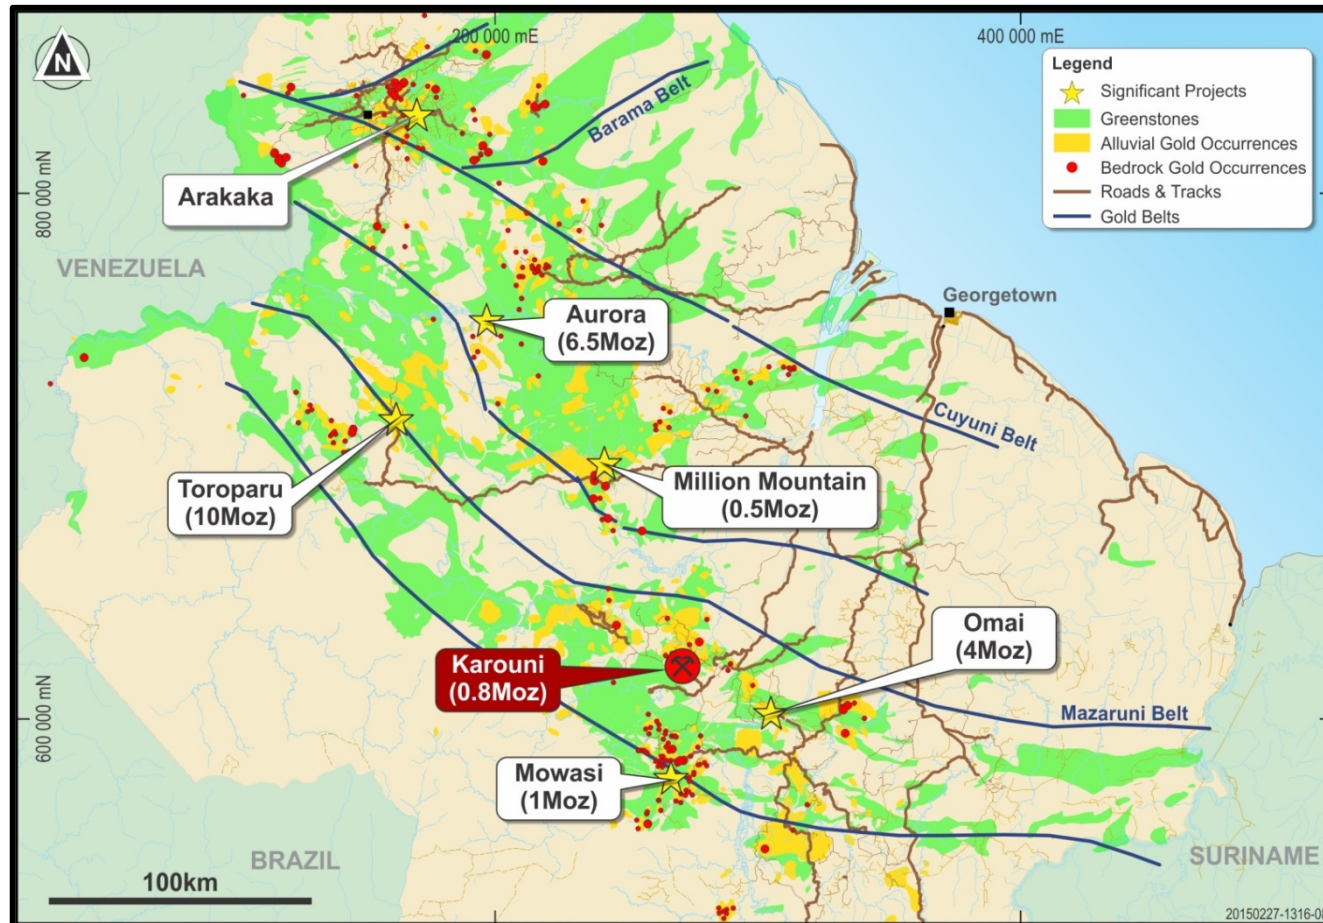 200 000 mE
400 000 mE
N
Legend
Significant Projects
Greenstones
Alluvial Gold Occurrences
Bedrock Gold Occurrences
Roads & Tracks
Gold Belts
Barama Belt
Arakaka
800 000 mN
VENEZUELA
Georgetown
Aurora
(6.5Moz)
Cuyuni Belt
Toroparu
(10Moz)
Million Mountain
(0.5Moz)
Omai
(4Moz)
Karouni
(0.8Moz)
600 000 mN
Mazaruni Belt
Mowasi
(1Moz)
BRAZIL
SURINAME
100km